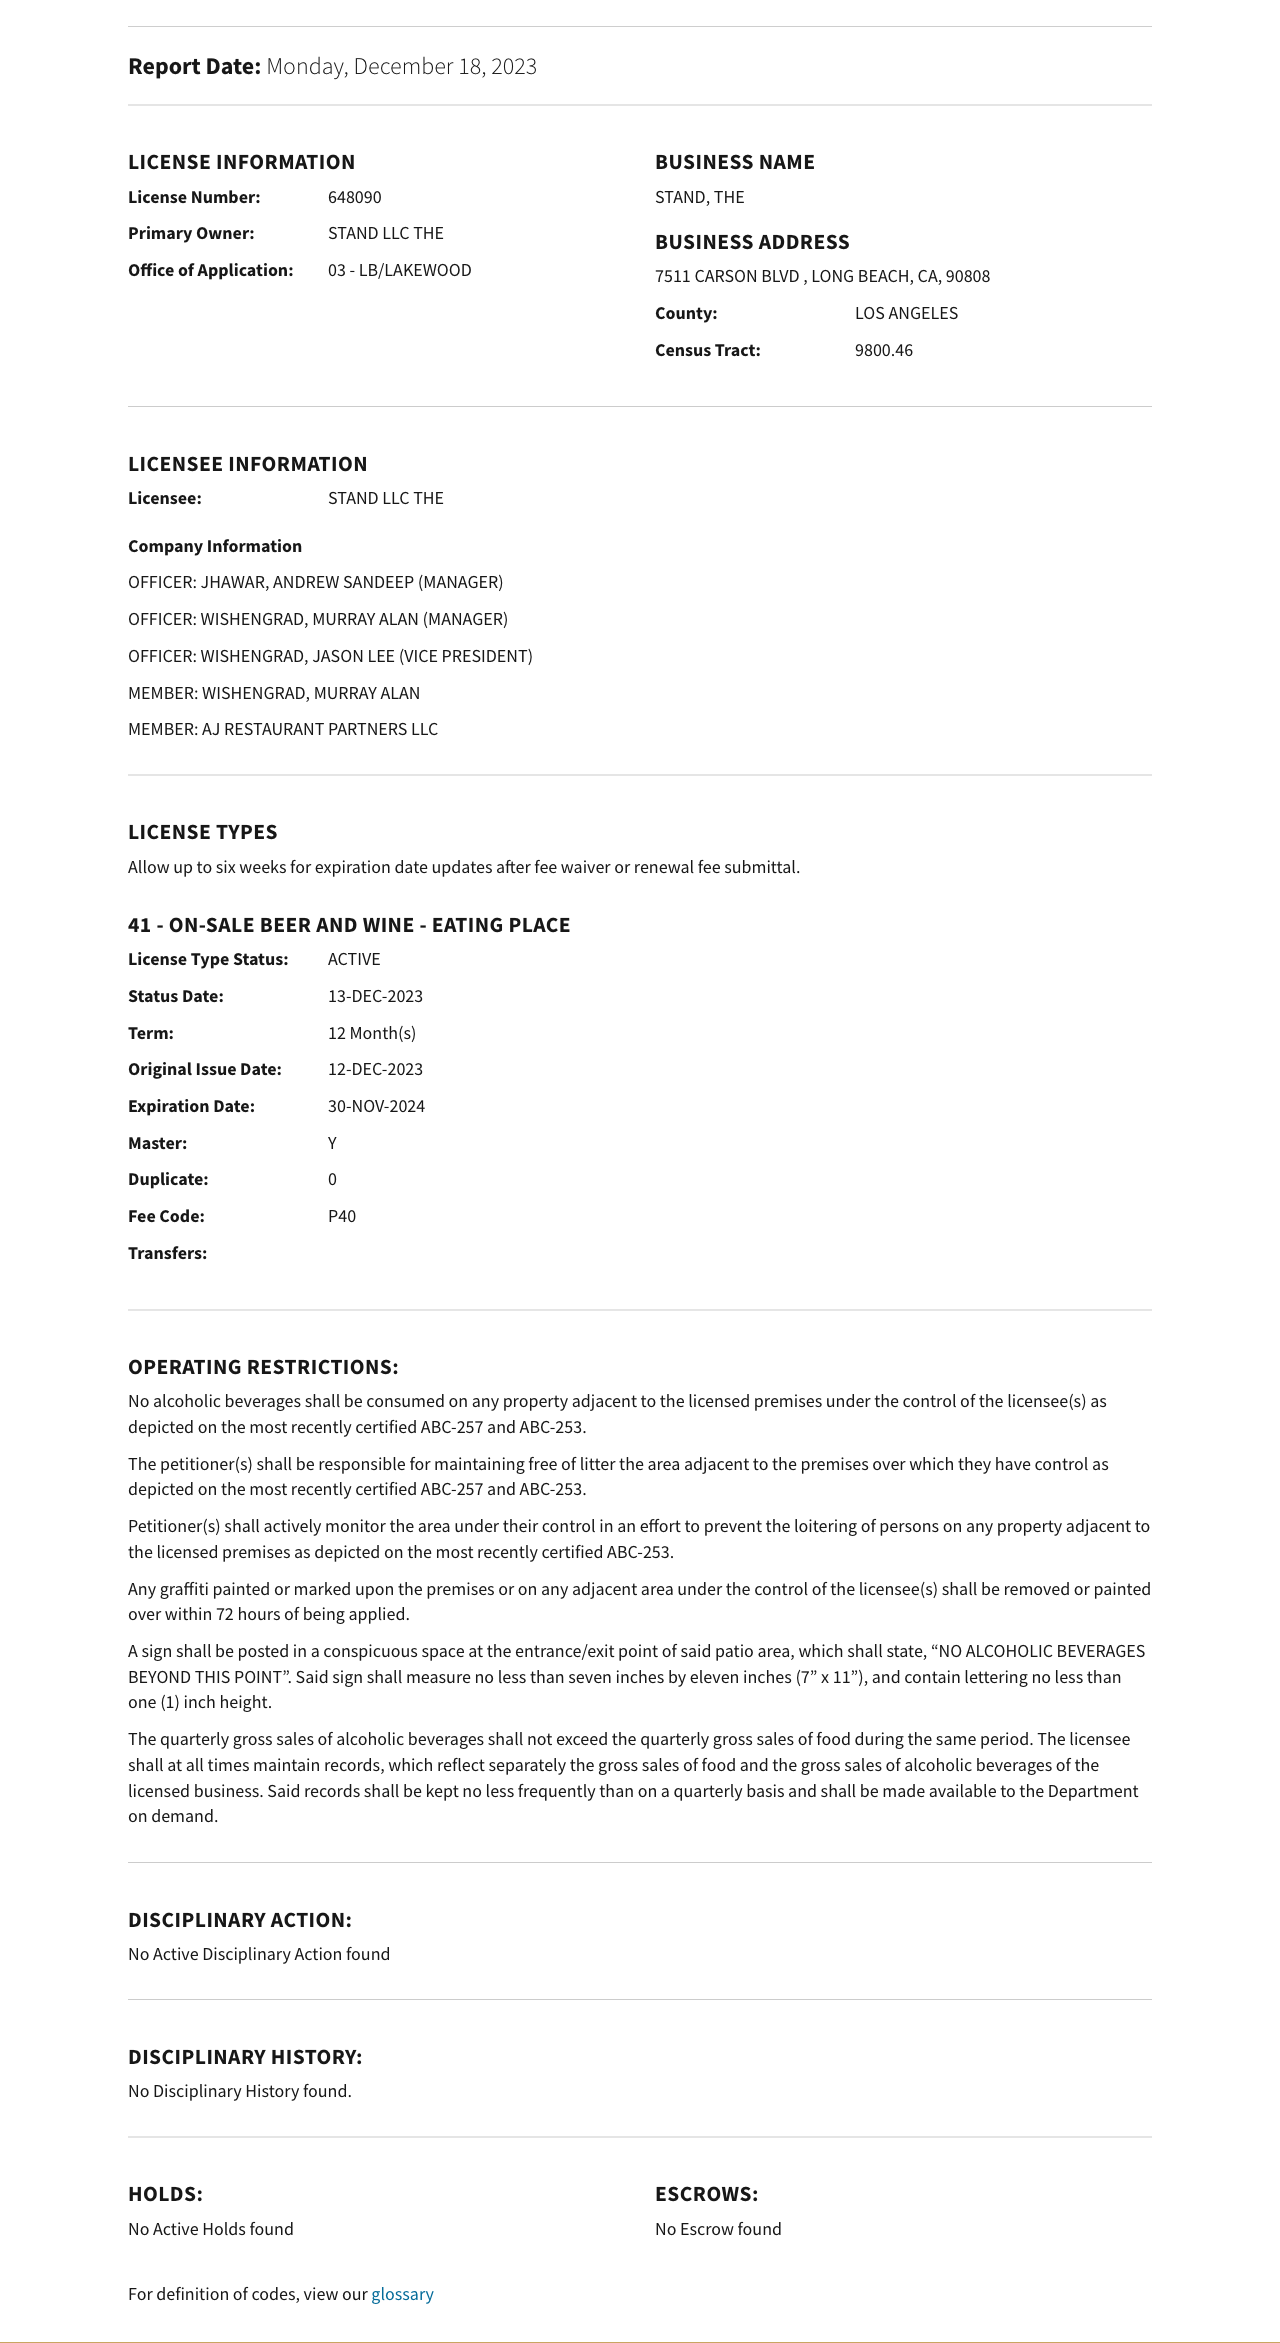 Report Date: Monday, December 18, 2023
LICENSE INFORMATION
License Number: 648090
Primary Owner: STAND LLC THE
Office of Application: 03 - LB/LAKEWOOD
BUSINESS NAME
STAND, THE
BUSINESS ADDRESS
7511 CARSON BLVD , LONG BEACH, CA, 90808
County: LOS ANGELES
Census Tract: 9800.46
LICENSEE INFORMATION
Licensee: STAND LLC THE
Company Information
OFFICER: JHAWAR, ANDREW SANDEEP (MANAGER)
OFFICER: WISHENGRAD, MURRAY ALAN (MANAGER)
OFFICER: WISHENGRAD, JASON LEE (VICE PRESIDENT)
MEMBER: WISHENGRAD, MURRAY ALAN
MEMBER: AJ RESTAURANT PARTNERS LLC
LICENSE TYPES
Allow up to six weeks for expiration date updates after fee waiver or renewal fee submittal.
41 - ON-SALE BEER AND WINE - EATING PLACE
License Type Status: ACTIVE
Status Date: 13-DEC-2023
Term: 12 Month(s)
Original Issue Date: 12-DEC-2023
Expiration Date: 30-NOV-2024
Master: Y
Duplicate: 0
Fee Code: P40
Transfers:
OPERATING RESTRICTIONS:
No alcoholic beverages shall be consumed on any property adjacent to the licensed premises under the control of the licensee(s) as
depicted on the most recently certified ABC-257 and ABC-253.
The petitioner(s) shall be responsible for maintaining free of litter the area adjacent to the premises over which they have control as
depicted on the most recently certified ABC-257 and ABC-253.
Petitioner(s) shall actively monitor the area under their control in an effort to prevent the loitering of persons on any property adjacent to
the licensed premises as depicted on the most recently certified ABC-253.
Any graffiti painted or marked upon the premises or on any adjacent area under the control of the licensee(s) shall be removed or painted
over within 72 hours of being applied.
A sign shall be posted in a conspicuous space at the entrance/exit point of said patio area, which shall state, “NO ALCOHOLIC BEVERAGES
BEYOND THIS POINT”. Said sign shall measure no less than seven inches by eleven inches (7” x 11”), and contain lettering no less than
one (1) inch height.
The quarterly gross sales of alcoholic beverages shall not exceed the quarterly gross sales of food during the same period. The licensee
shall at all times maintain records, which reflect separately the gross sales of food and the gross sales of alcoholic beverages of the
licensed business. Said records shall be kept no less frequently than on a quarterly basis and shall be made available to the Department
on demand.
DISCIPLINARY ACTION:
No Active Disciplinary Action found
DISCIPLINARY HISTORY:
No Disciplinary History found.
HOLDS:
No Active Holds found
ESCROWS:
No Escrow found
For definition of codes, view our glossary